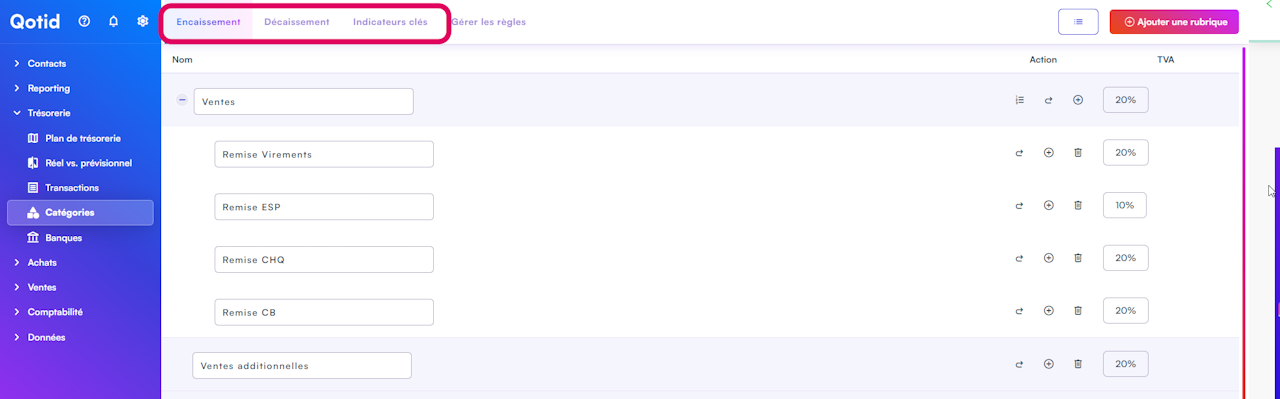 Qotid
Encaissement Décaissement Indicateurs clés Gérer les règles
Ajouter une rubrique
Contacts
Reporting
Trésorerie
Plan de trésorerie
Réel vs. prévisionnel
Transactions
Catégories
Banques
Achats
Ventes
Comptabilité
Données
Nom Action TVA
Ventes 20%
Remise Virements 20%
Remise ESP 10%
Remise CHQ 20%
Remise CB 20%
Ventes additionnelles 20%